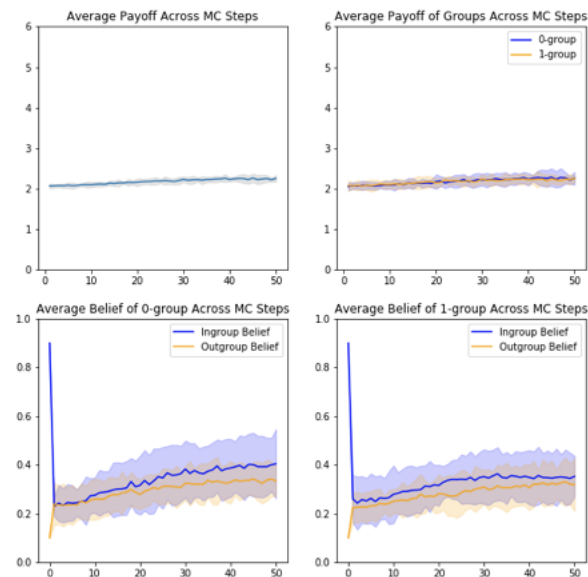 Average Payoff Across MC Steps
6
5
4
3
2
1
0
0 10 20 30 40 50
Average Payoff of Groups Across MC Steps
0-group
1-group
6
5
4
3
2
1
0
0 10 20 30 40 50
Average Belief of 0-group Across MC Steps
Ingroup Belief
Outgroup Belief
1.0
0.8
0.6
0.4
0.2
0.0
0 10 20 30 40 50
Average Belief of 1-group Across MC Steps
Ingroup Belief
Outgroup Belief
1.0
0.8
0.6
0.4
0.2
0.0
0 10 20 30 40 50